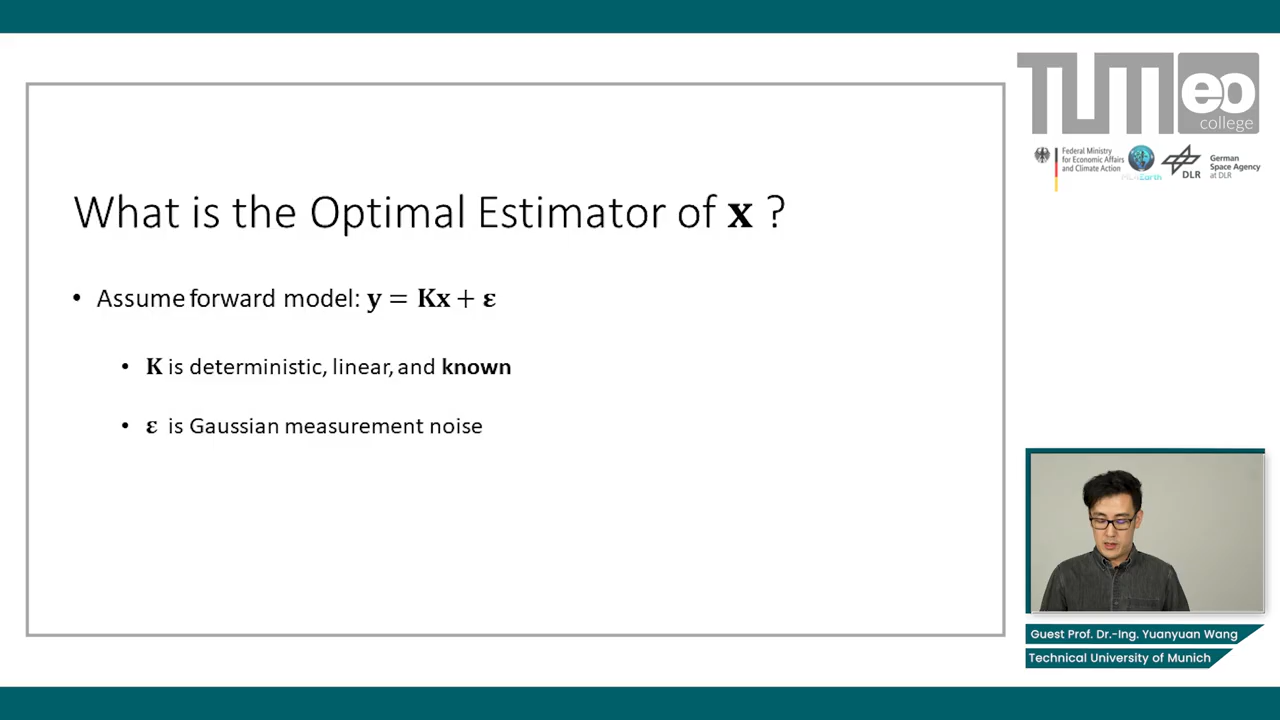 TUM eo
college
Federal Ministry
for Economic Affairs
and Climate Action
ML4Earth
DLR
German
Space Agency
at DLR
What is the Optimal Estimator of x ?
• Assume forward model: y = Kx + ε
• K is deterministic, linear, and known
• ε is Gaussian measurement noise
Guest Prof. Dr.-Ing. Yuanyuan Wang
Technical University of Munich